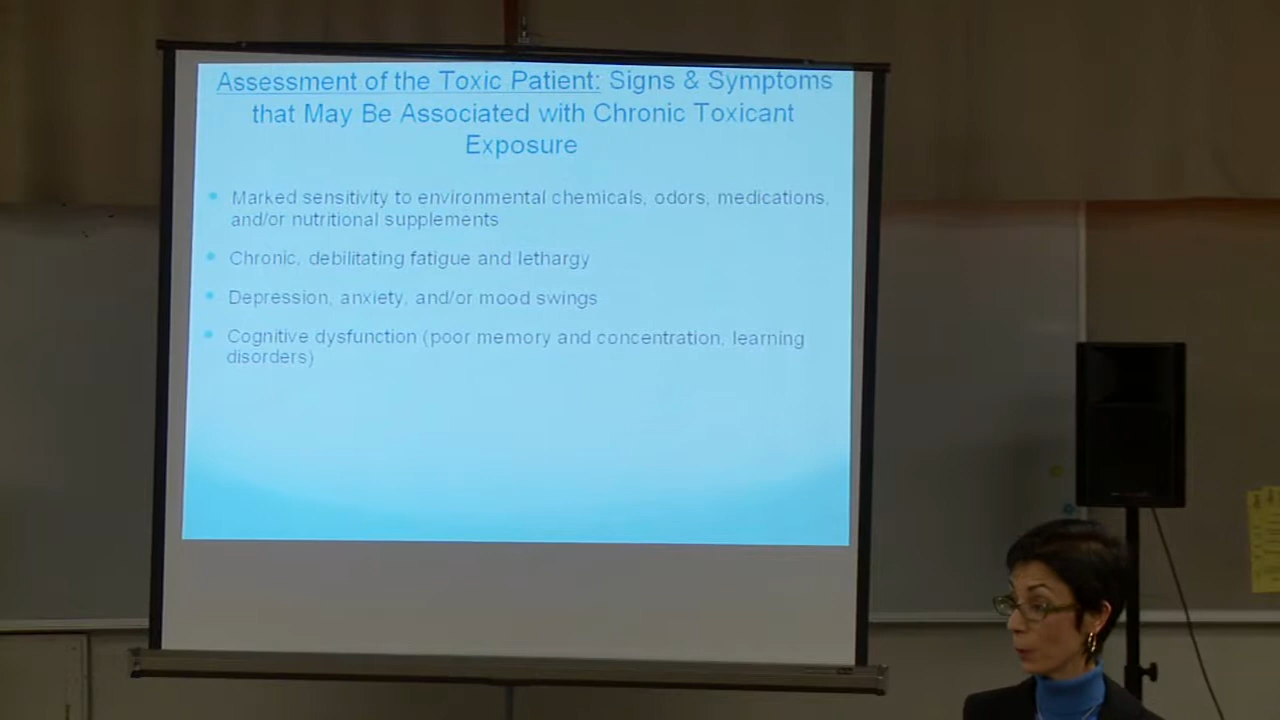 Assessment of the Toxic Patient: Signs & Symptoms
that May Be Associated with Chronic Toxicant
Exposure
Marked sensitivity to environmental chemicals, odors, medications,
and/or nutritional supplements
Chronic, debilitating fatigue and lethargy
Depression, anxiety, and/or mood swings
Cognitive dysfunction (poor memory and concentration, learning
disorders)